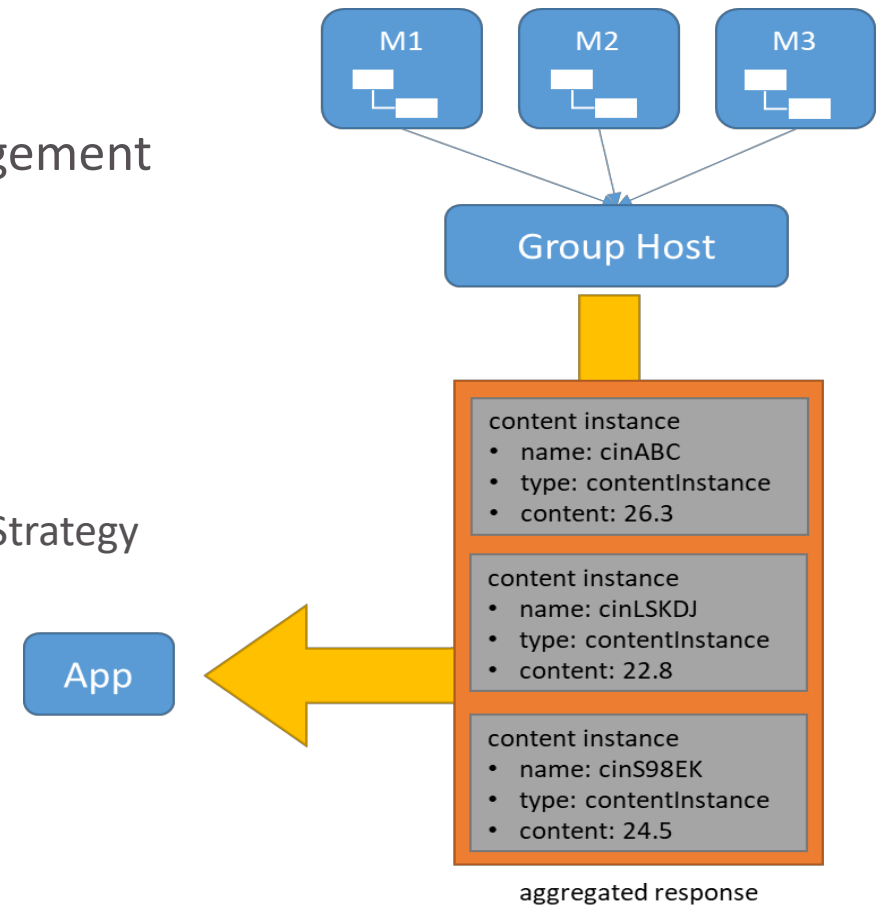 M1
M2
M3
gement
Group Host
content instance
• name: cinABC
• type: contentInstance
• content: 26.3
Strategy
content instance
• name: cinLSKDJ
• type: contentInstance
• content: 22.8
App
content instance
• name: cinS98EK
• type: contentInstance
• content: 24.5
aggregated response